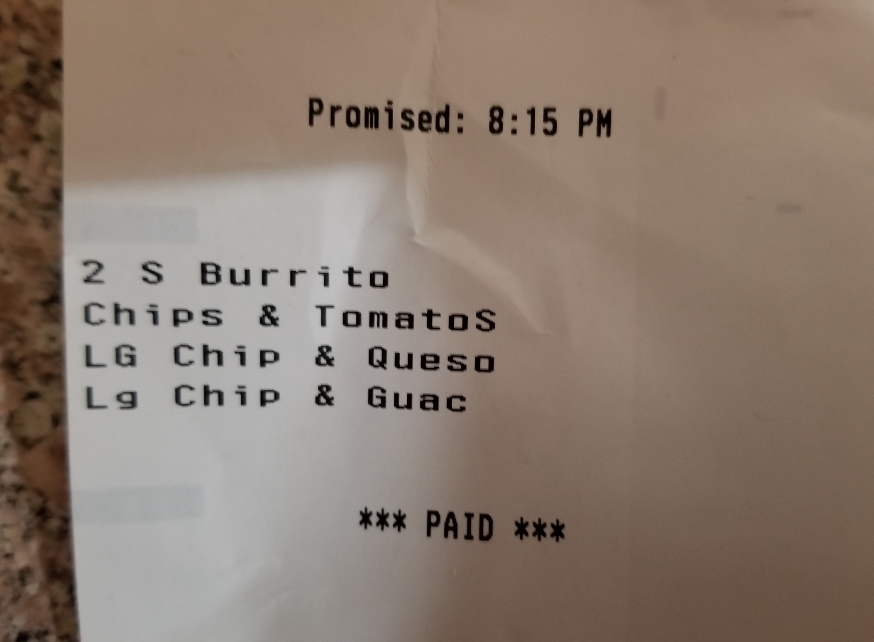 Promised: 8:15 PM
2 S Burrito
Chips & TomatoS
LG Chip & Queso
Lg Chip & Guac
*** PAID ***